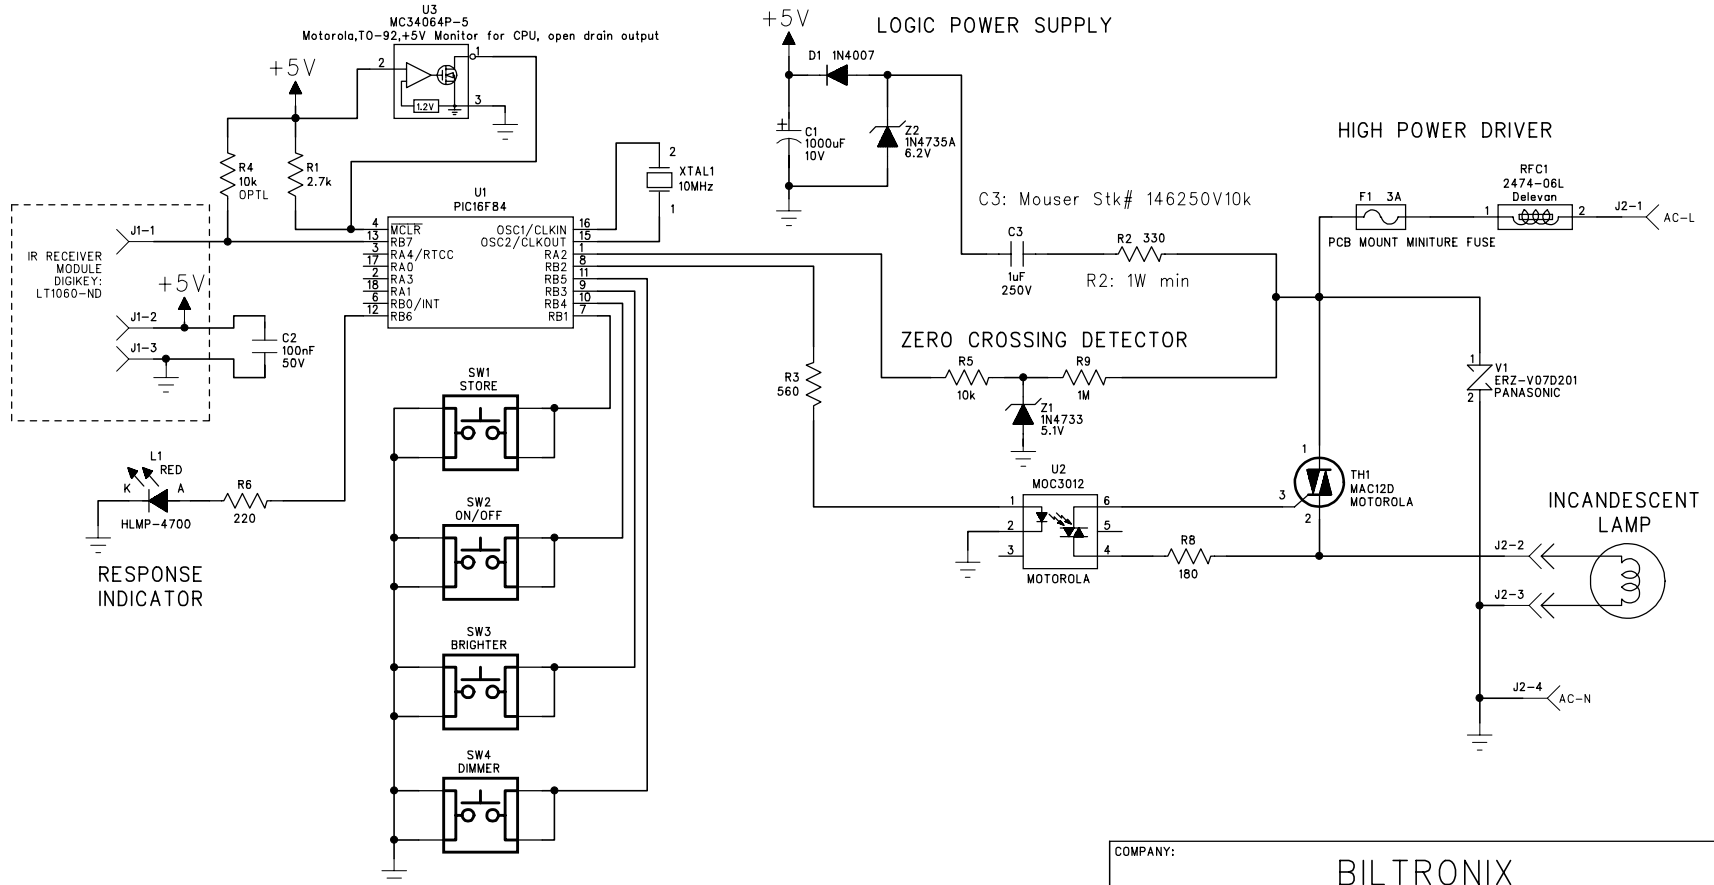 U3
MC34064P-5
Motorola,TO-92,+5V Monitor for CPU, open drain output
+5V
2
1
3
1.2V
R4
10k
OPTL
R1
2.7k
IR RECEIVER
MODULE
DIGIKEY:
LT1060-ND
J1-1
+5V
J1-2
J1-3
C2
100nF
50V
U1
PIC16F84
4 MCLR
13 RB7
3 RA4/RTCC
17 RA0
2 RA3
18 RA1
6 RB0/INT
12 RB6
OSC1/CLKIN 16
OSC2/CLKOUT 15
RA2 1
RB2 8
RB5 11
RB3 9
RB4 10
RB1 7
2
XTAL1
10MHz
1
L1
RED
K
A
HLMP-4700
R6
220
RESPONSE
INDICATOR
SW1
STORE
SW2
ON/OFF
SW3
BRIGHTER
SW4
DIMMER
+5V
LOGIC POWER SUPPLY
D1 1N4007
+
C1
1000uF
10V
Z2
1N4735A
6.2V
C3: Mouser Stk# 146250V10k
C3
1uF
250V
R2 330
R2: 1W min
HIGH POWER DRIVER
RFC1
2474-06L
Delevan
F1 3A
1
2
J2-1
AC-L
PCB MOUNT MINITURE FUSE
ZERO CROSSING DETECTOR
R5
10k
R9
1M
Z1
1N4733
5.1V
R3
560
U2
MOC3012
1
2
3
6
5
4
MOTOROLA
R8
180
1
3
2
TH1
MAC12D
MOTOROLA
1
V1
ERZ-V07D201
2
PANASONIC
INCANDESCENT
LAMP
J2-2
J2-3
J2-4
AC-N
COMPANY:
BILTRONIX